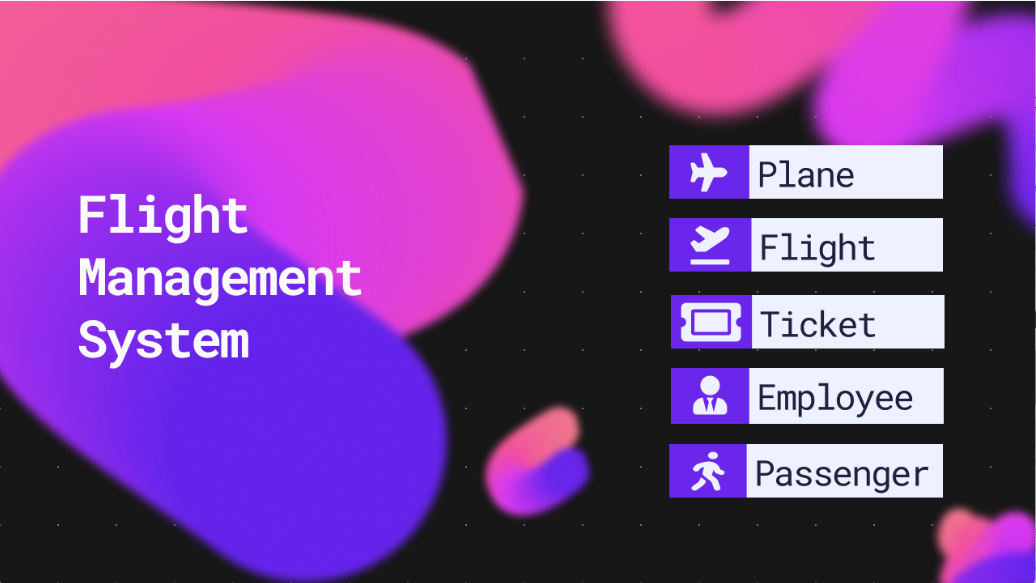 Flight
Management
System
Plane
Flight
Ticket
Employee
Passenger